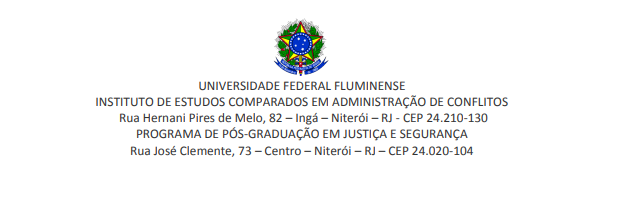 UNIVERSIDADE FEDERAL FLUMINENSE
INSTITUTO DE ESTUDOS COMPARADOS EM ADMINISTRAÇÃO DE CONFLITOS
Rua Hernani Pires de Melo, 82 – Ingá – Niterói – RJ - CEP 24.210-130
PROGRAMA DE PÓS-GRADUAÇÃO EM JUSTIÇA E SEGURANÇA
Rua José Clemente, 73 – Centro – Niterói – RJ – CEP 24.020-104